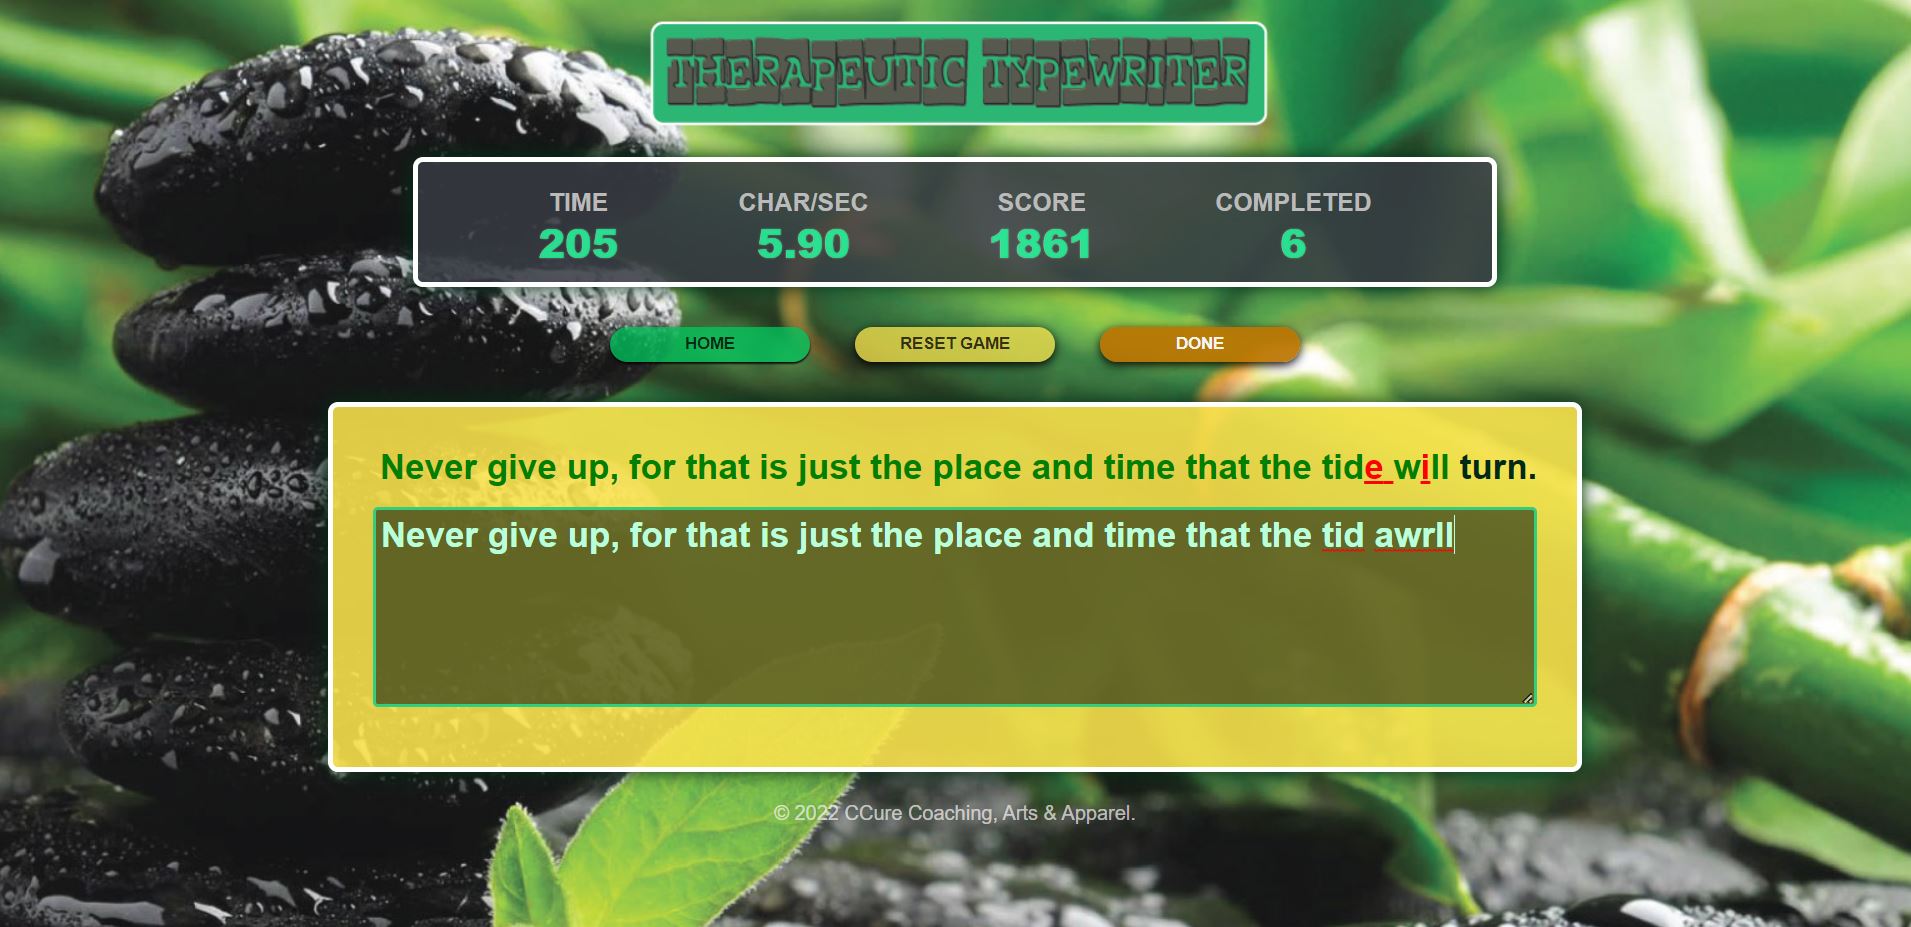 THERAPEUTIC TYPEWRITER
TIME CHAR/SEC SCORE COMPLETED
205 5.90 1861 6
HOME RESET GAME DONE
Never give up, for that is just the place and time that the tide will turn.
Never give up, for that is just the place and time that the tid awrll
© 2022 CCure Coaching, Arts & Apparel.